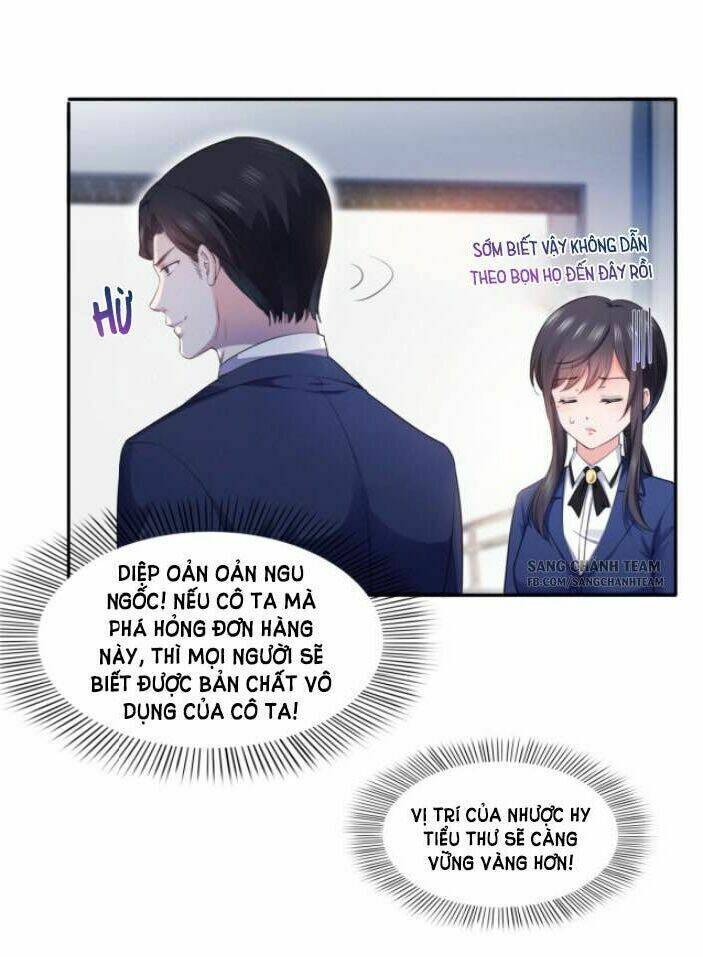 SỚM BIẾT VẬY KHÔNG DẪN
THEO BỌN HỌ ĐẾN ĐÂY RỒI
HỪ
SANG CHẢNH TEAM
FB.COM/SANGCHANHTEAM
DIỆP OẢN OẢN NGU
NGỐC! NẾU CÔ TA MÀ
PHÁ HỎNG ĐƠN HÀNG
NÀY, THÌ MỌI NGƯỜI SẼ
BIẾT ĐƯỢC BẢN CHẤT VÔ
DỤNG CỦA CÔ TA!
VỊ TRÍ CỦA NHƯỢC HY
TIỂU THƯ SẼ CÀNG
VỮNG VÀNG HƠN!